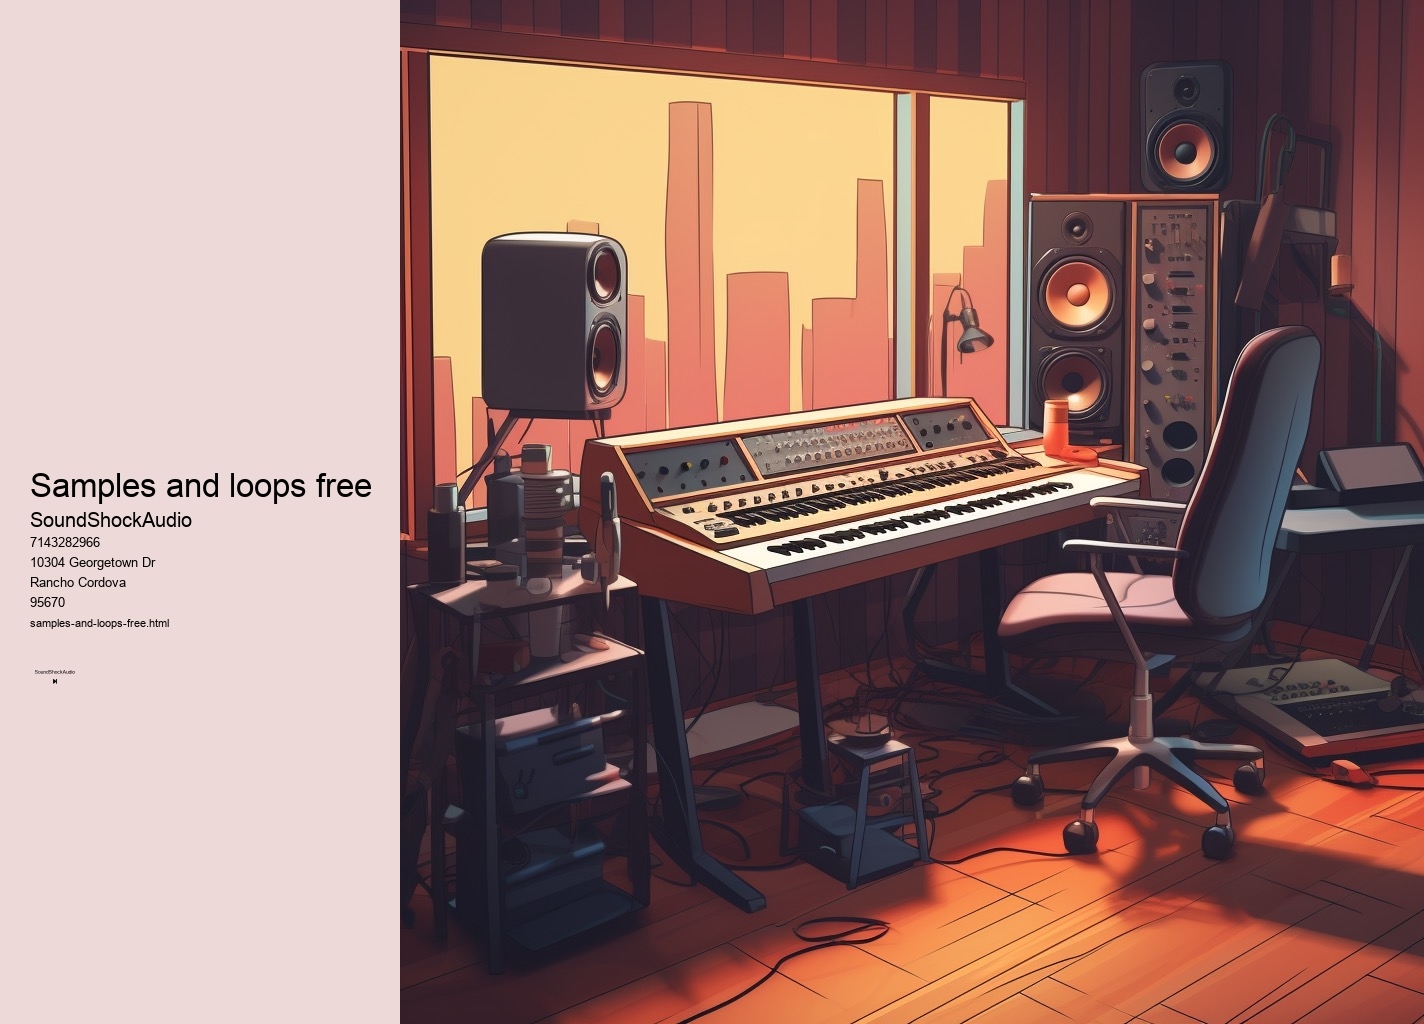 Samples and loops free
SoundShockAudio
7143282966
10304 Georgetown Dr
Rancho Cordova
95670
samples-and-loops-free.html
SoundShockAudio